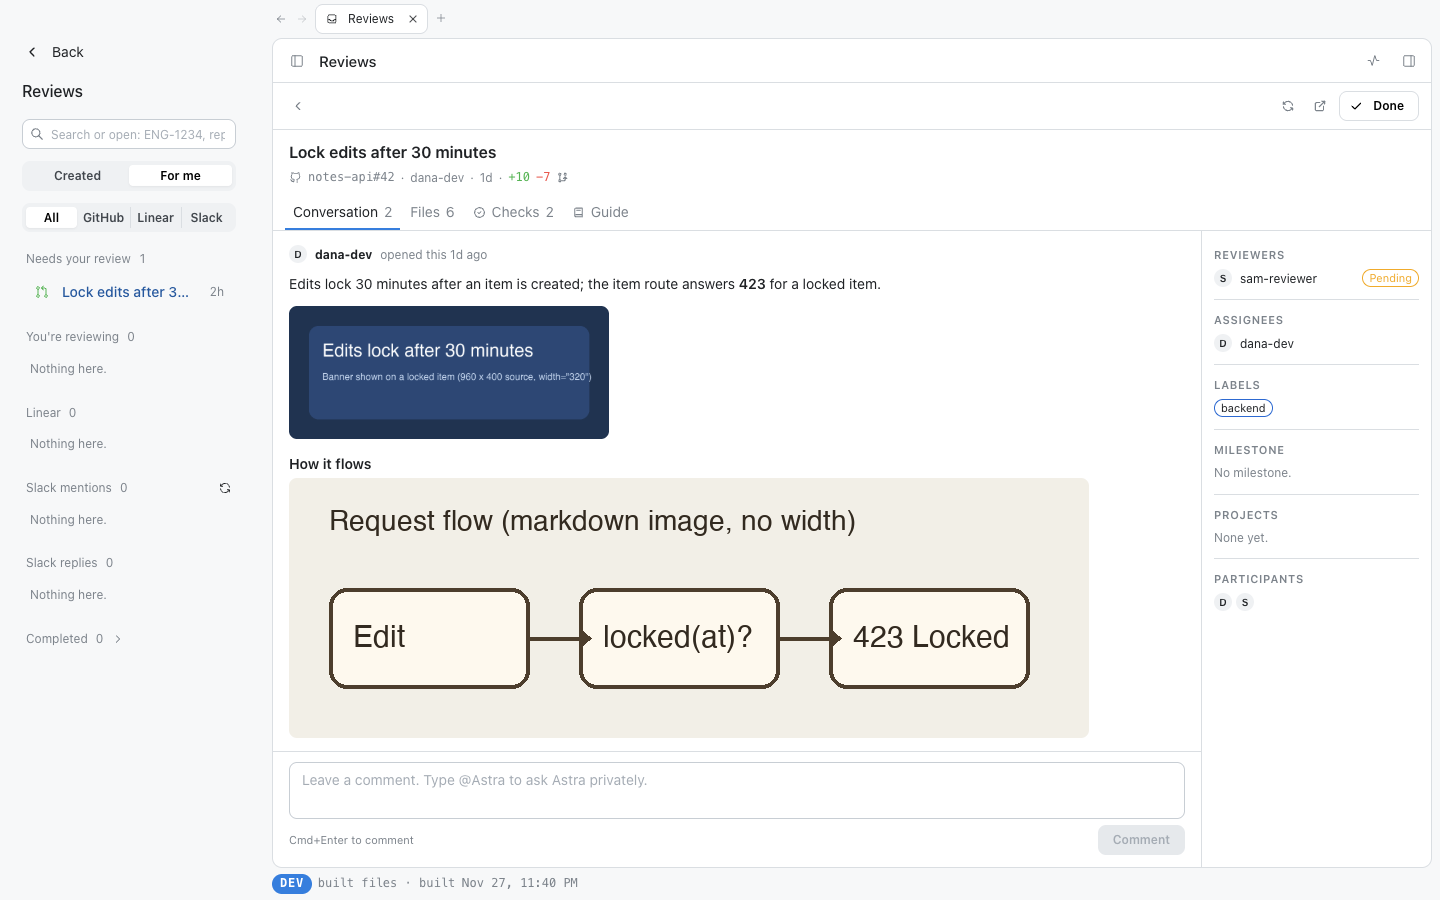 Reviews
Back
Reviews
Search or open: ENG-1234, rep
Created
For me
All
GitHub
Linear
Slack
Needs your review 1
Lock edits after 3... 2h
You're reviewing 0
Nothing here.
Linear 0
Nothing here.
Slack mentions 0
Nothing here.
Slack replies 0
Nothing here.
Completed 0
Reviews
Done
Lock edits after 30 minutes
notes-api#42 · dana-dev · 1d · +10 −7
Conversation 2
Files 6
Checks 2
Guide
D dana-dev opened this 1d ago
Edits lock 30 minutes after an item is created; the item route answers 423 for a locked item.
Edits lock after 30 minutes
Banner shown on a locked item (960 x 400 source, width="320")
How it flows
Request flow (markdown image, no width)
Edit
locked(at)?
423 Locked
Leave a comment. Type @Astra to ask Astra privately.
Cmd+Enter to comment
Comment
REVIEWERS
S sam-reviewer Pending
ASSIGNEES
D dana-dev
LABELS
backend
MILESTONE
No milestone.
PROJECTS
None yet.
PARTICIPANTS
D S
DEV built files · built Nov 27, 11:40 PM